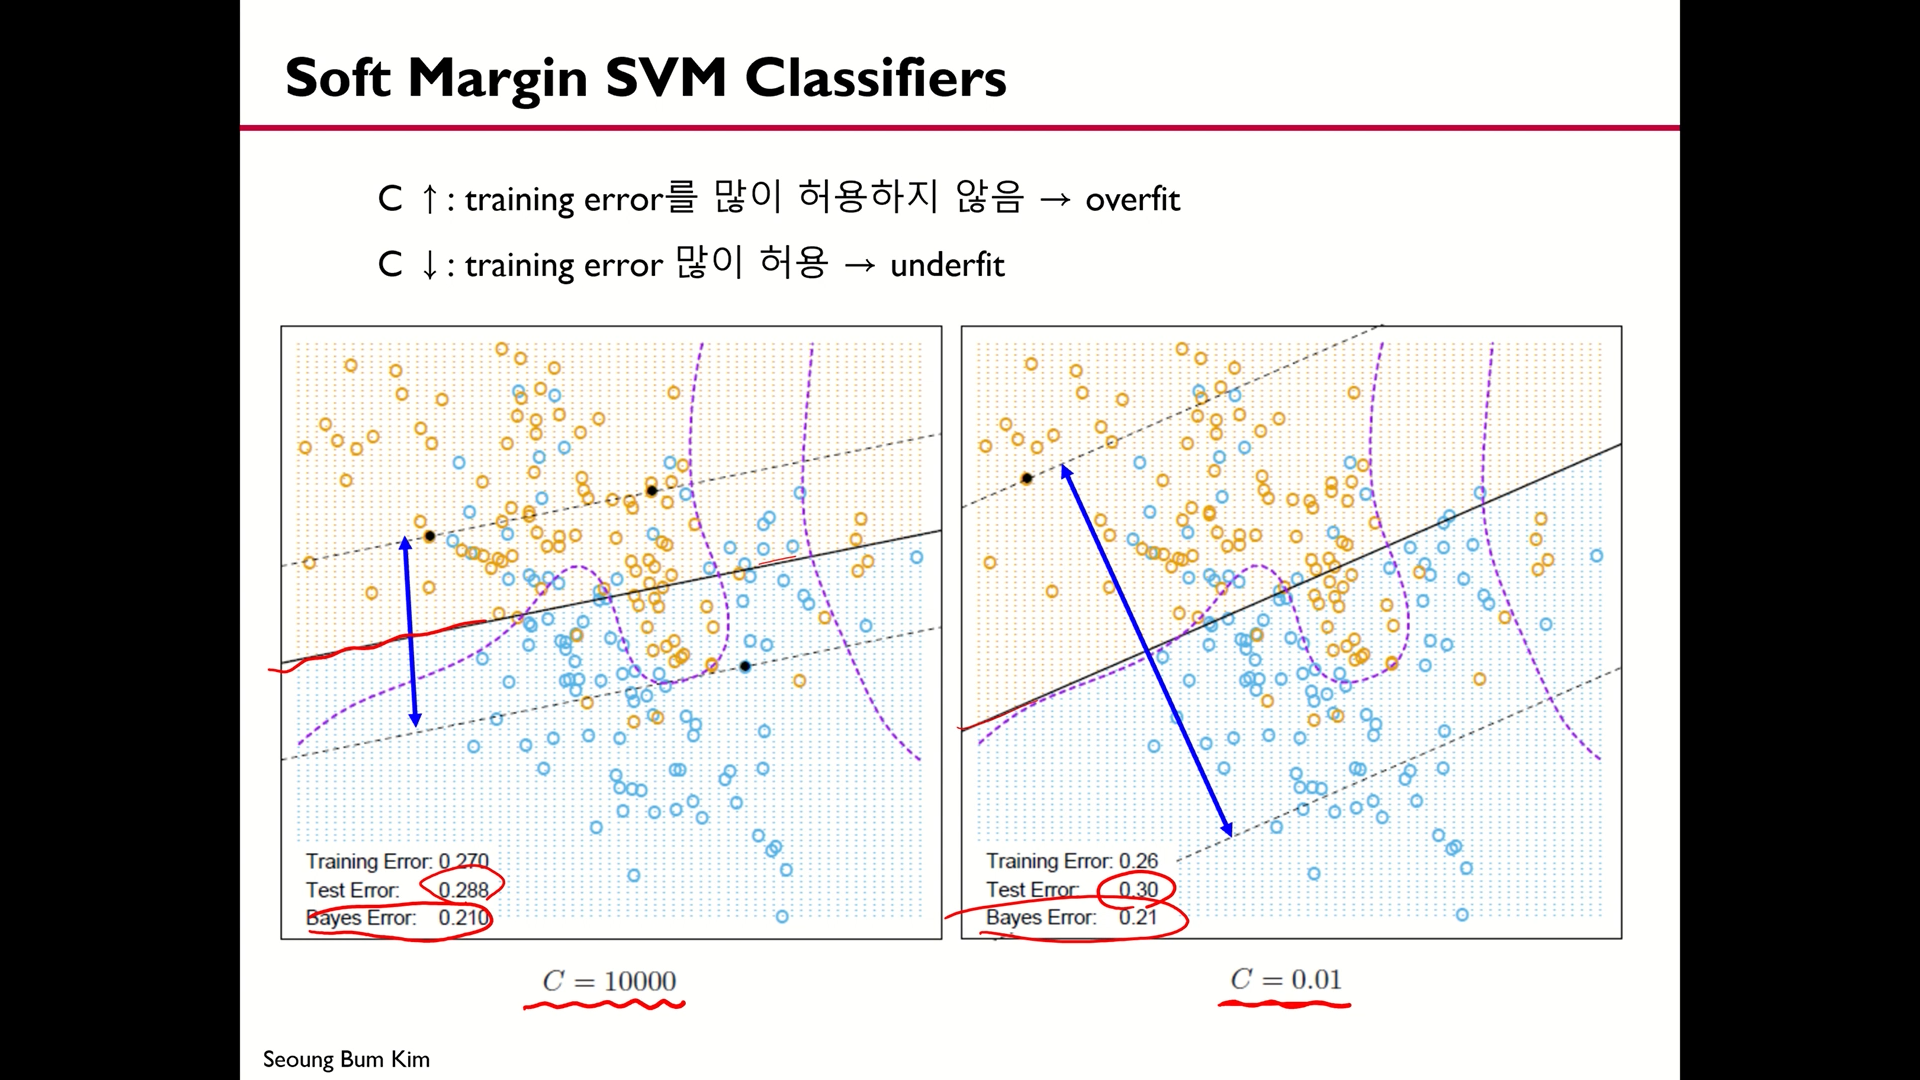 Soft Margin SVM Classifiers
C ↑ : training error를 많이 허용하지 않음 → overfit
C ↓ : training error 많이 허용 → underfit
Training Error: 0.270
Test Error: 0.288
Bayes Error: 0.210
C = 10000
Training Error: 0.26
Test Error: 0.30
Bayes Error: 0.21
C = 0.01
Seoung Bum Kim